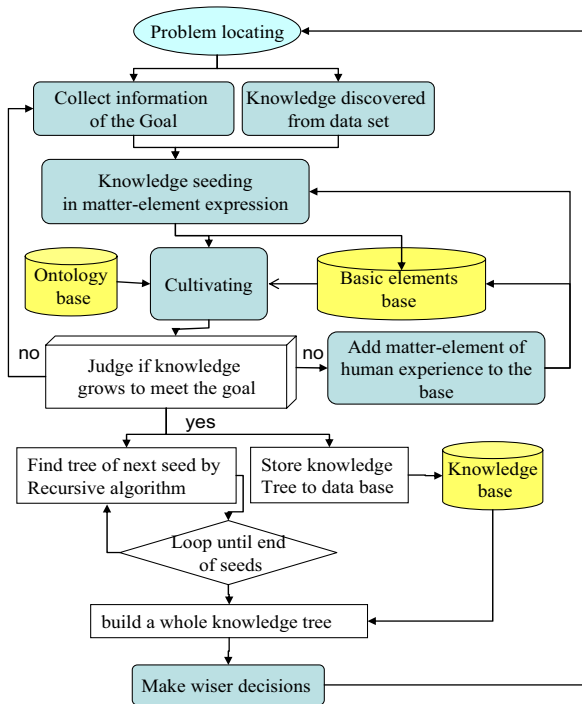 Problem locating
Collect information
of the Goal
Knowledge discovered
from data set
Knowledge seeding
in matter-element expression
Ontology
base
Cultivating
Basic elements
base
no
Judge if knowledge
grows to meet the goal
no
Add matter-element of
human experience to the
base
yes
Find tree of next seed by
Recursive algorithm
Store knowledge
Tree to data base
Knowledge
base
Loop until end
of seeds
build a whole knowledge tree
Make wiser decisions